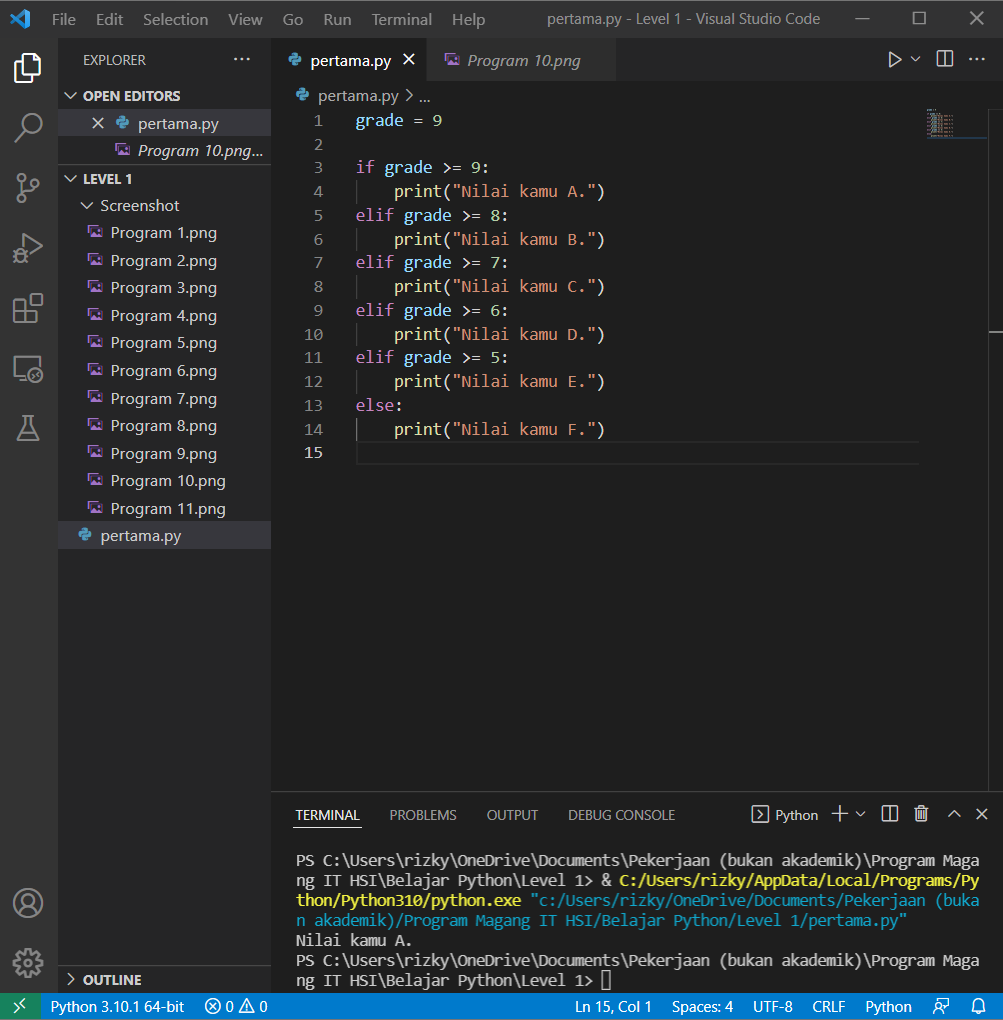 File Edit Selection View Go Run Terminal Help pertama.py - Level 1 - Visual Studio Code
EXPLORER
OPEN EDITORS
pertama.py
Program 10.png...
LEVEL 1
Screenshot
Program 1.png
Program 2.png
Program 3.png
Program 4.png
Program 5.png
Program 6.png
Program 7.png
Program 8.png
Program 9.png
Program 10.png
Program 11.png
pertama.py
OUTLINE
pertama.py Program 10.png
pertama.py > ...
1 grade = 9
2
3 if grade >= 9:
4     print("Nilai kamu A.")
5 elif grade >= 8:
6     print("Nilai kamu B.")
7 elif grade >= 7:
8     print("Nilai kamu C.")
9 elif grade >= 6:
10     print("Nilai kamu D.")
11 elif grade >= 5:
12     print("Nilai kamu E.")
13 else:
14     print("Nilai kamu F.")
15
TERMINAL PROBLEMS OUTPUT DEBUG CONSOLE Python
PS C:\Users\rizky\OneDrive\Documents\Pekerjaan (bukan akademik)\Program Maga
ng IT HSI\Belajar Python\Level 1> & C:/Users/rizky/AppData/Local/Programs/Py
thon/Python310/python.exe "c:/Users/rizky/OneDrive/Documents/Pekerjaan (buka
n akademik)/Program Magang IT HSI/Belajar Python/Level 1/pertama.py"
Nilai kamu A.
PS C:\Users\rizky\OneDrive\Documents\Pekerjaan (bukan akademik)\Program Maga
ng IT HSI\Belajar Python\Level 1>
Python 3.10.1 64-bit 0 0 Ln 15, Col 1 Spaces: 4 UTF-8 CRLF Python